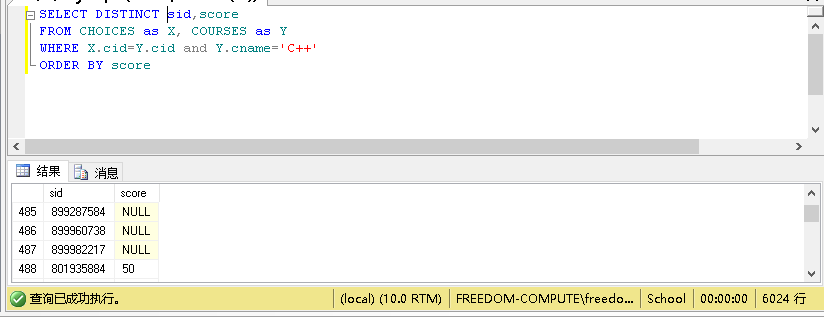 SELECT DISTINCT sid,score
FROM CHOICES as X, COURSES as Y
WHERE X.cid=Y.cid and Y.cname='C++'
ORDER BY score
结果 消息
sid score
485 899287584 NULL
486 899960738 NULL
487 899982217 NULL
488 801935884 50
查询已成功执行。 (local) (10.0 RTM) FREEDOM-COMPUTE\freedo... School 00:00:00 6024 行